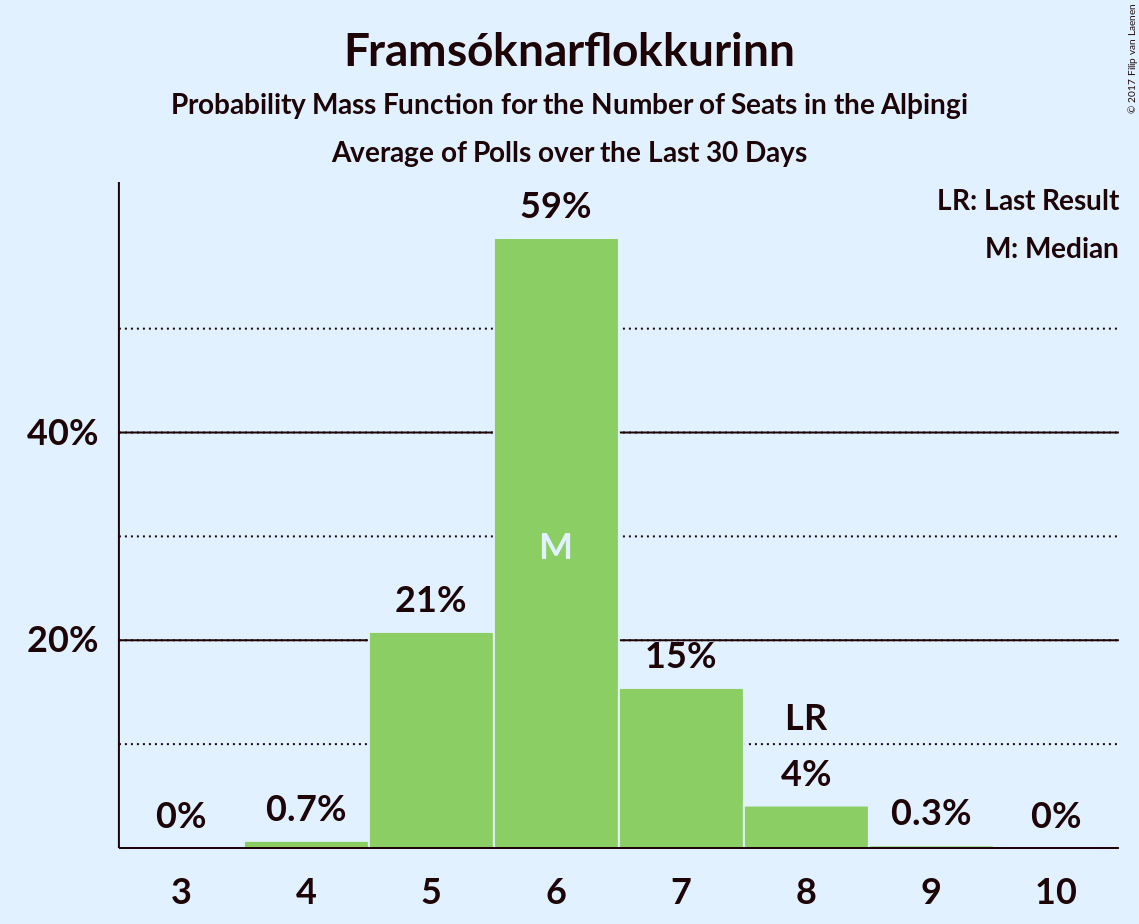 Framsóknarflokkurinn
Probability Mass Function for the Number of Seats in the Alþingi
Average of Polls over the Last 30 Days
© 2017 Filip van Laenen
LR: Last Result
M: Median
59%
40%
M
21%
20%
15%
LR
4%
0%
0.7%
0.3%
0%
3 4 5 6 7 8 9 10